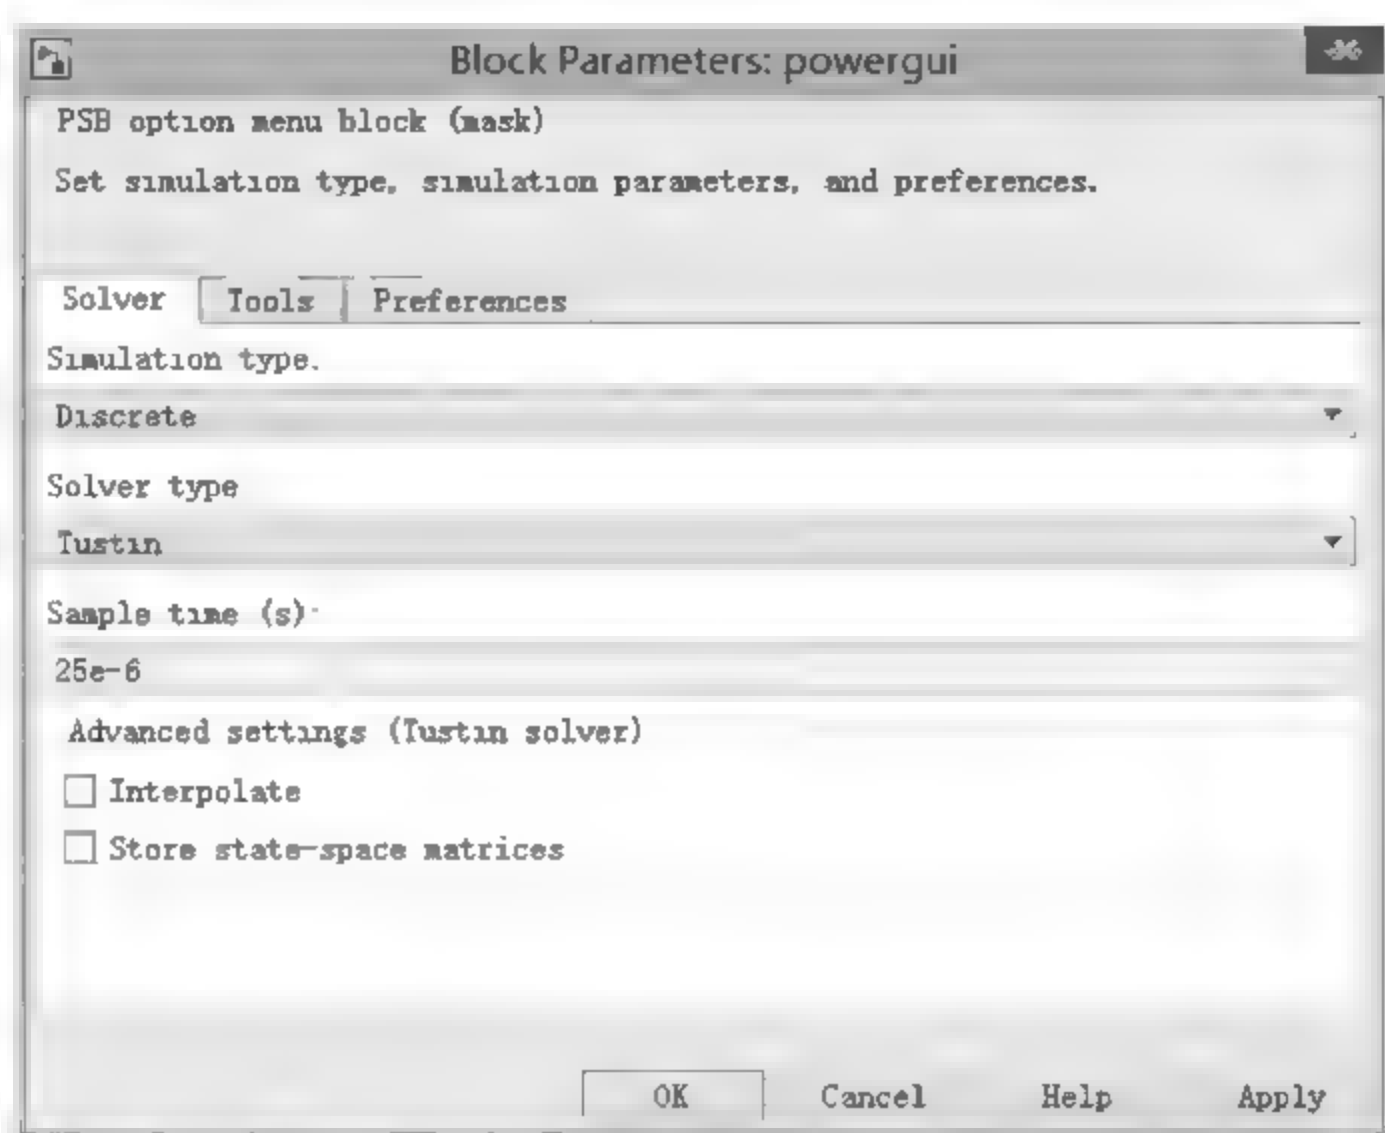 Block Parameters: powergui
PSB option menu block (mask)
Set simulation type, simulation parameters, and preferences.
Solver Tools Preferences
Simulation type.
Discrete
Solver type
Tustin
Sample time (s):
25e-6
Advanced settings (Tustin solver)
Interpolate
Store state-space matrices
OK Cancel Help Apply